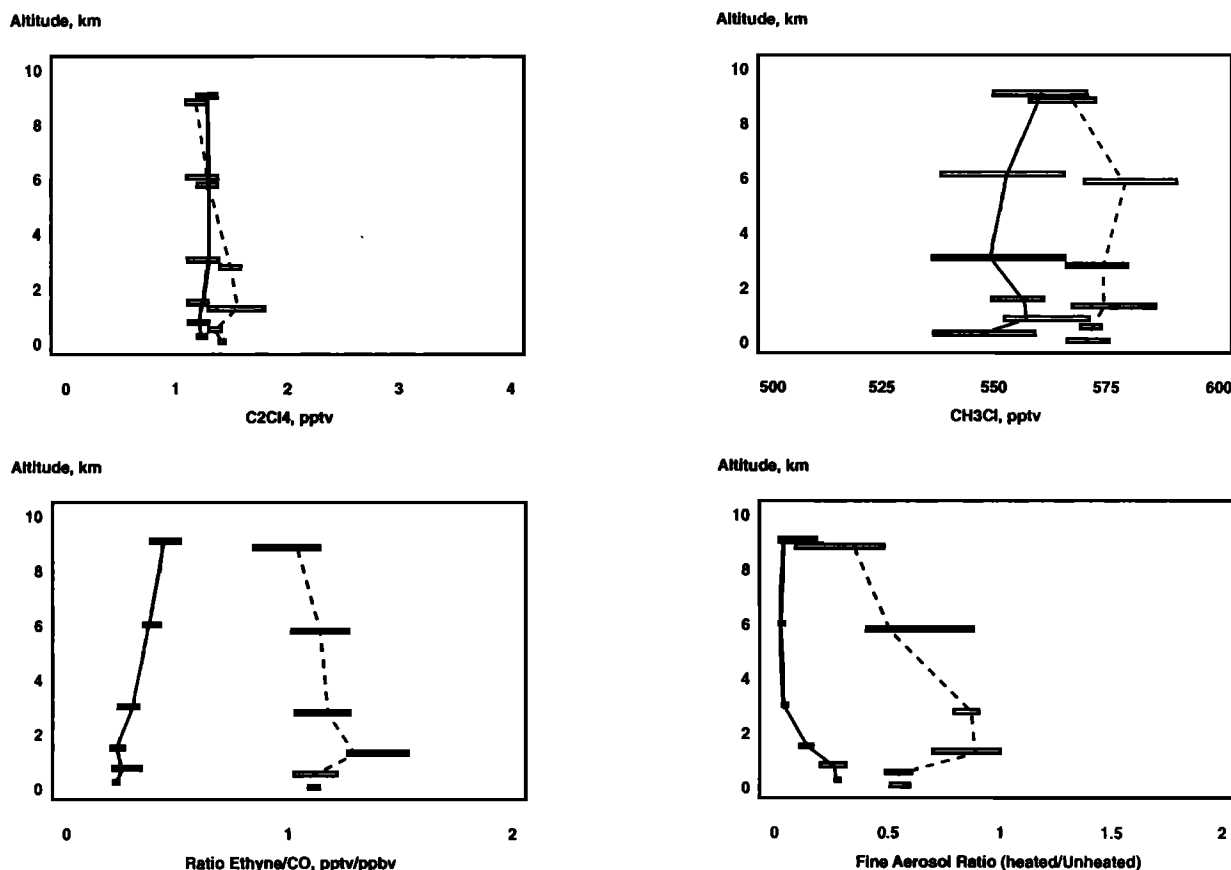 Altitude, km
10
8
6
4
2
0
0 1 2 3 4
C2Cl4, pptv
Altitude, km
10
8
6
4
2
0
500 525 550 575 600
CH3Cl, pptv
Altitude, km
10
8
6
4
2
0
0 1 2
Ratio Ethyne/CO, pptv/ppbv
Altitude, km
10
8
6
4
2
0
0 0.5 1 1.5 2
Fine Aerosol Ratio (heated/Unheated)